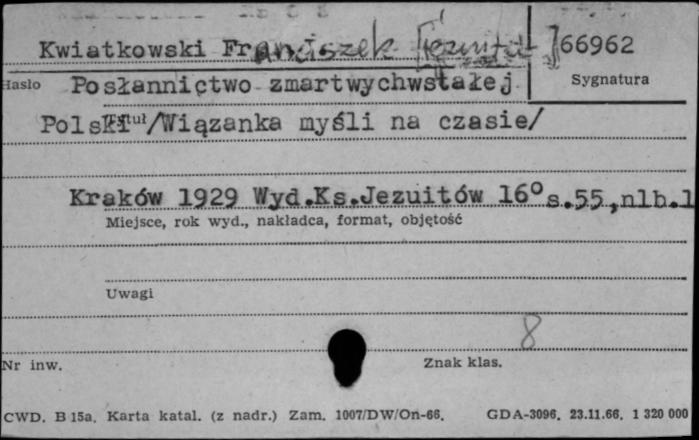 Kwiatkowski Franciszek [jezuita] 66962
Hasło Posłannictwo zmartwychwstałej Sygnatura
Polski /Wiązanka myśli na czasie/
Kraków 1929 Wyd.Ks.Jezuitów 16° s.55,nlb.1
Miejsce, rok wyd., nakładca, format, objętość
Uwagi
8
Nr inw. Znak klas.
CWD. B 15a. Karta katal. (z nadr.) Zam. 1007/DW/On-66. GDA-3096. 23.11.66. 1 320 000